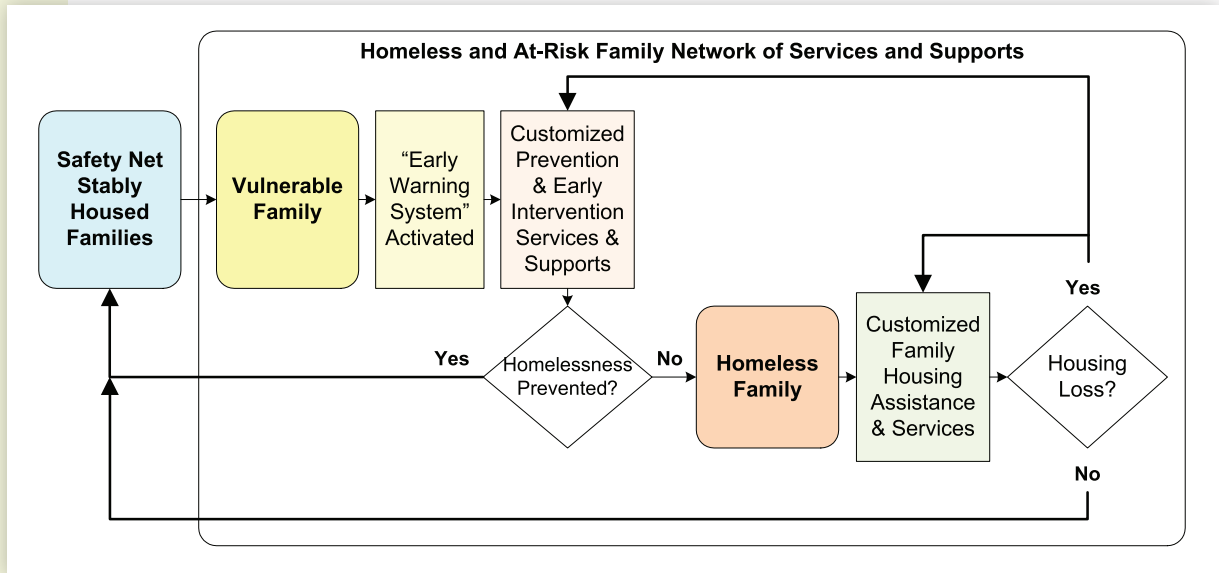 Homeless and At-Risk Family Network of Services and Supports
Safety Net
Stably
Housed
Families
Vulnerable
Family
“Early
Warning
System”
Activated
Customized
Prevention
& Early
Intervention
Services &
Supports
Yes
Homelessness
Prevented?
No
Homeless
Family
Customized
Family
Housing
Assistance
& Services
Yes
Housing
Loss?
No